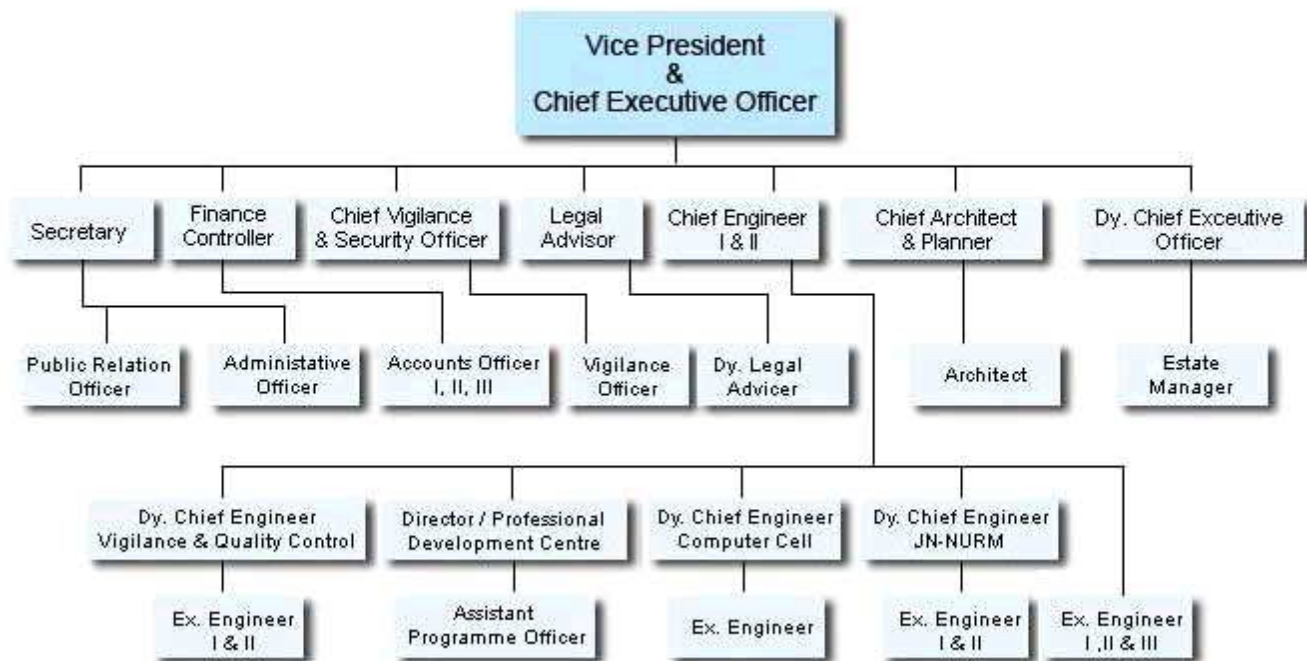 Vice President
&
Chief Executive Officer
Secretary
Finance
Controller
Chief Vigilance
& Security Officer
Legal
Advisor
Chief Engineer
I & II
Chief Architect
& Planner
Dy. Chief Excecutive
Officer
Public Relation
Officer
Administative
Officer
Accounts Officer
I, II, III
Vigilance
Officer
Dy. Legal
Advicer
Architect
Estate
Manager
Dy. Chief Engineer
Vigilance & Quality Control
Director / Professional
Development Centre
Dy. Chief Engineer
Computer Cell
Dy. Chief Engineer
JN-NURM
Ex. Engineer
I & II
Assistant
Programme Officer
Ex. Engineer
Ex. Engineer
I & II
Ex. Engineer
I ,II & III